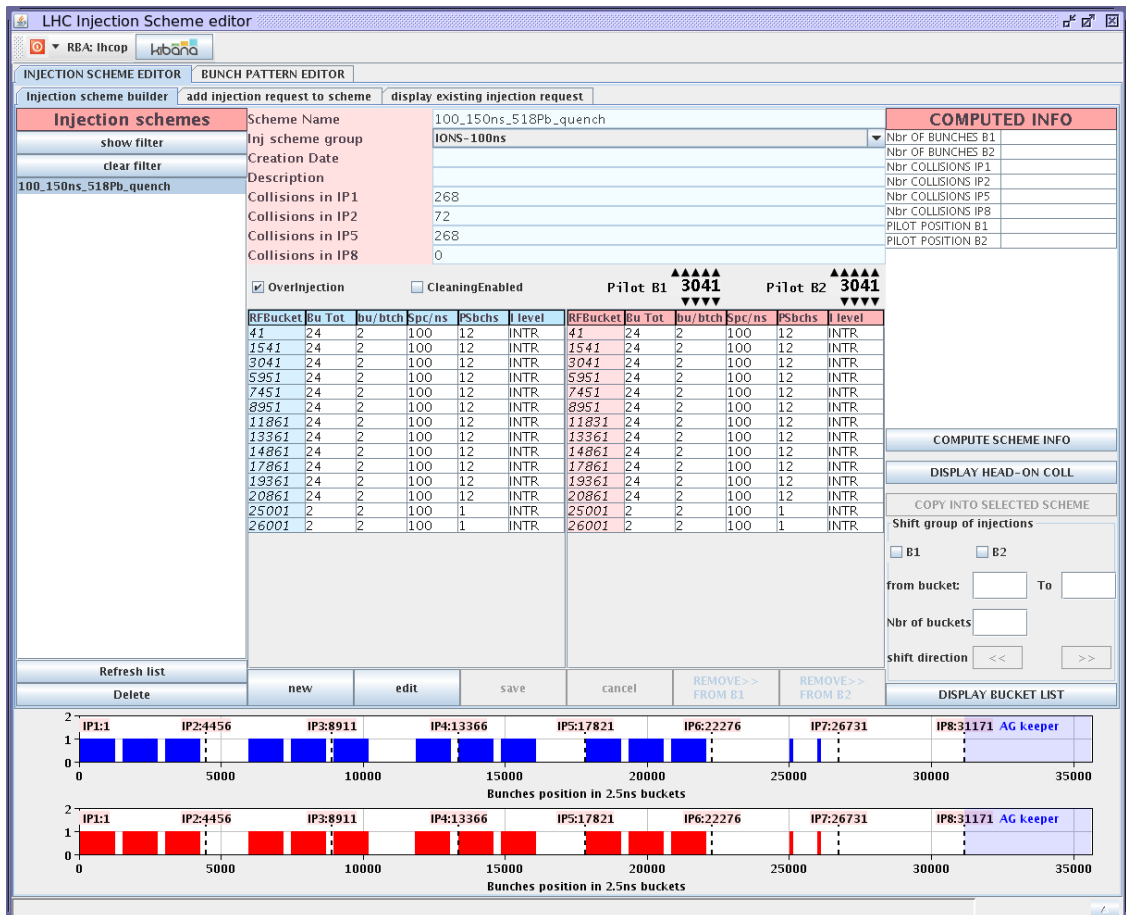 LHC Injection Scheme editor
RBA: lhcop kibana
INJECTION SCHEME EDITOR BUNCH PATTERN EDITOR
Injection scheme builder add injection request to scheme display existing injection request
Injection schemes
show filter
clear filter
100_150ns_518Pb_quench
Refresh list
Delete
Scheme Name 100_150ns_518Pb_quench
Inj scheme group IONS-100ns
Creation Date
Description
Collisions in IP1 268
Collisions in IP2 72
Collisions in IP5 268
Collisions in IP8 0
OverInjection CleaningEnabled Pilot B1 3041 Pilot B2 3041
RFBucket Bu Tot bu/btch Spc/ns PSbchs I level RFBucket Bu Tot bu/btch Spc/ns PSbchs I level
41 24 2 100 12 INTR 41 24 2 100 12 INTR
1541 24 2 100 12 INTR 1541 24 2 100 12 INTR
3041 24 2 100 12 INTR 3041 24 2 100 12 INTR
5951 24 2 100 12 INTR 5951 24 2 100 12 INTR
7451 24 2 100 12 INTR 7451 24 2 100 12 INTR
8951 24 2 100 12 INTR 8951 24 2 100 12 INTR
11861 24 2 100 12 INTR 11831 24 2 100 12 INTR
13361 24 2 100 12 INTR 13361 24 2 100 12 INTR
14861 24 2 100 12 INTR 14861 24 2 100 12 INTR
17861 24 2 100 12 INTR 17861 24 2 100 12 INTR
19361 24 2 100 12 INTR 19361 24 2 100 12 INTR
20861 24 2 100 12 INTR 20861 24 2 100 12 INTR
25001 2 2 100 1 INTR 25001 2 2 100 1 INTR
26001 2 2 100 1 INTR 26001 2 2 100 1 INTR
new edit save cancel REMOVE>> FROM B1 REMOVE>> FROM B2
COMPUTED INFO
Nbr OF BUNCHES B1
Nbr OF BUNCHES B2
Nbr COLLISIONS IP1
Nbr COLLISIONS IP2
Nbr COLLISIONS IP5
Nbr COLLISIONS IP8
PILOT POSITION B1
PILOT POSITION B2
COMPUTE SCHEME INFO
DISPLAY HEAD-ON COLL
COPY INTO SELECTED SCHEME
Shift group of injections
B1 B2
from bucket: To
Nbr of buckets
shift direction << >>
DISPLAY BUCKET LIST
2
IP1:1 IP2:4456 IP3:8911 IP4:13366 IP5:17821 IP6:22276 IP7:26731 IP8:31171 AG keeper
1
0
0 5000 10000 15000 20000 25000 30000 35000
Bunches position in 2.5ns buckets
2
IP1:1 IP2:4456 IP3:8911 IP4:13366 IP5:17821 IP6:22276 IP7:26731 IP8:31171 AG keeper
1
0
0 5000 10000 15000 20000 25000 30000 35000
Bunches position in 2.5ns buckets